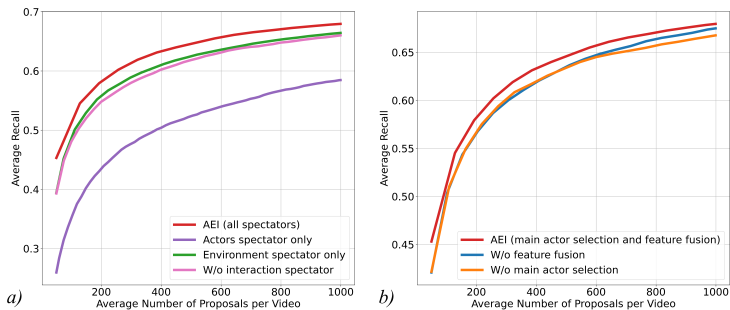 0.7
0.6
0.5
0.4
0.3
Average Recall
AEI (all spectators)
Actors spectator only
Environment spectator only
W/o interaction spectator
200 400 600 800 1000
Average Number of Proposals per Video
a)
0.65
0.60
0.55
0.50
0.45
Average Recall
AEI (main actor selection and feature fusion)
W/o feature fusion
W/o main actor selection
200 400 600 800 1000
Average Number of Proposals per Video
b)